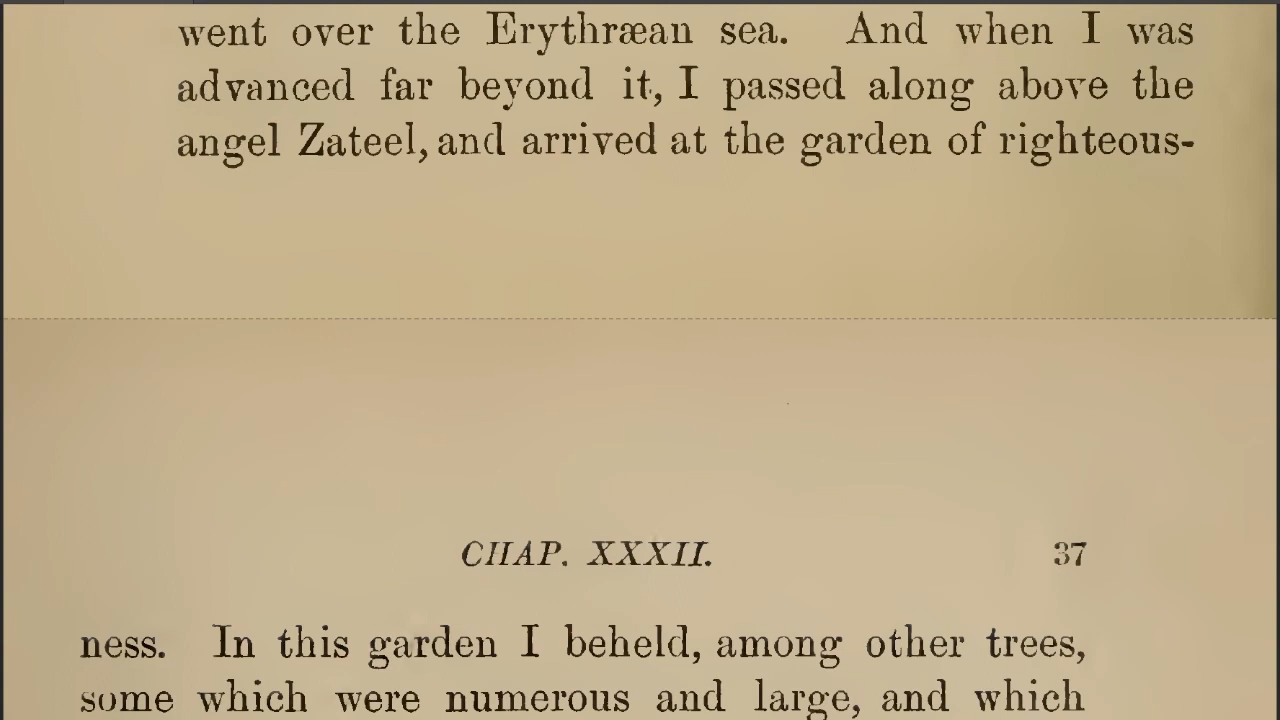 went over the Erythræan sea. And when I was
advanced far beyond it, I passed along above the
angel Zateel, and arrived at the garden of righteous-
CHAP. XXXII. 37
ness. In this garden I beheld, among other trees,
some which were numerous and large, and which